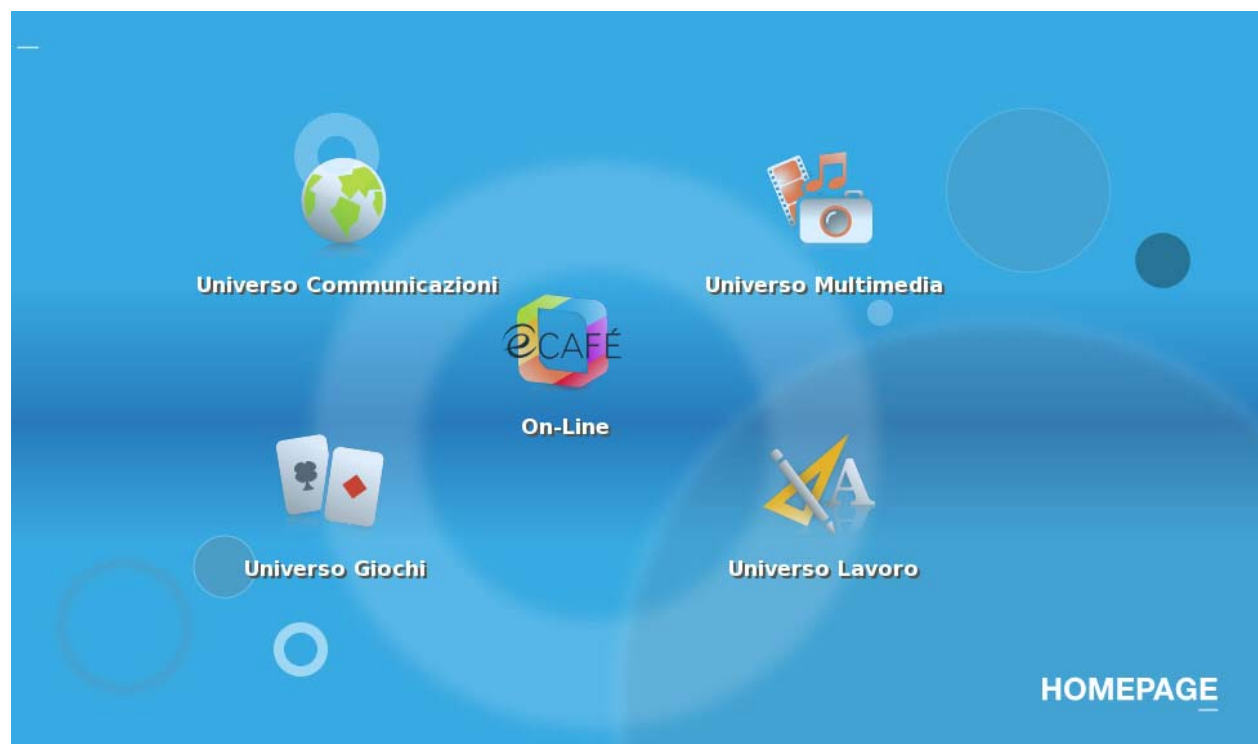 Universo Communicazioni
Universo Multimedia
eCAFÉ
On-Line
A
Universo Giochi
Universo Lavoro
HOMEPAGE